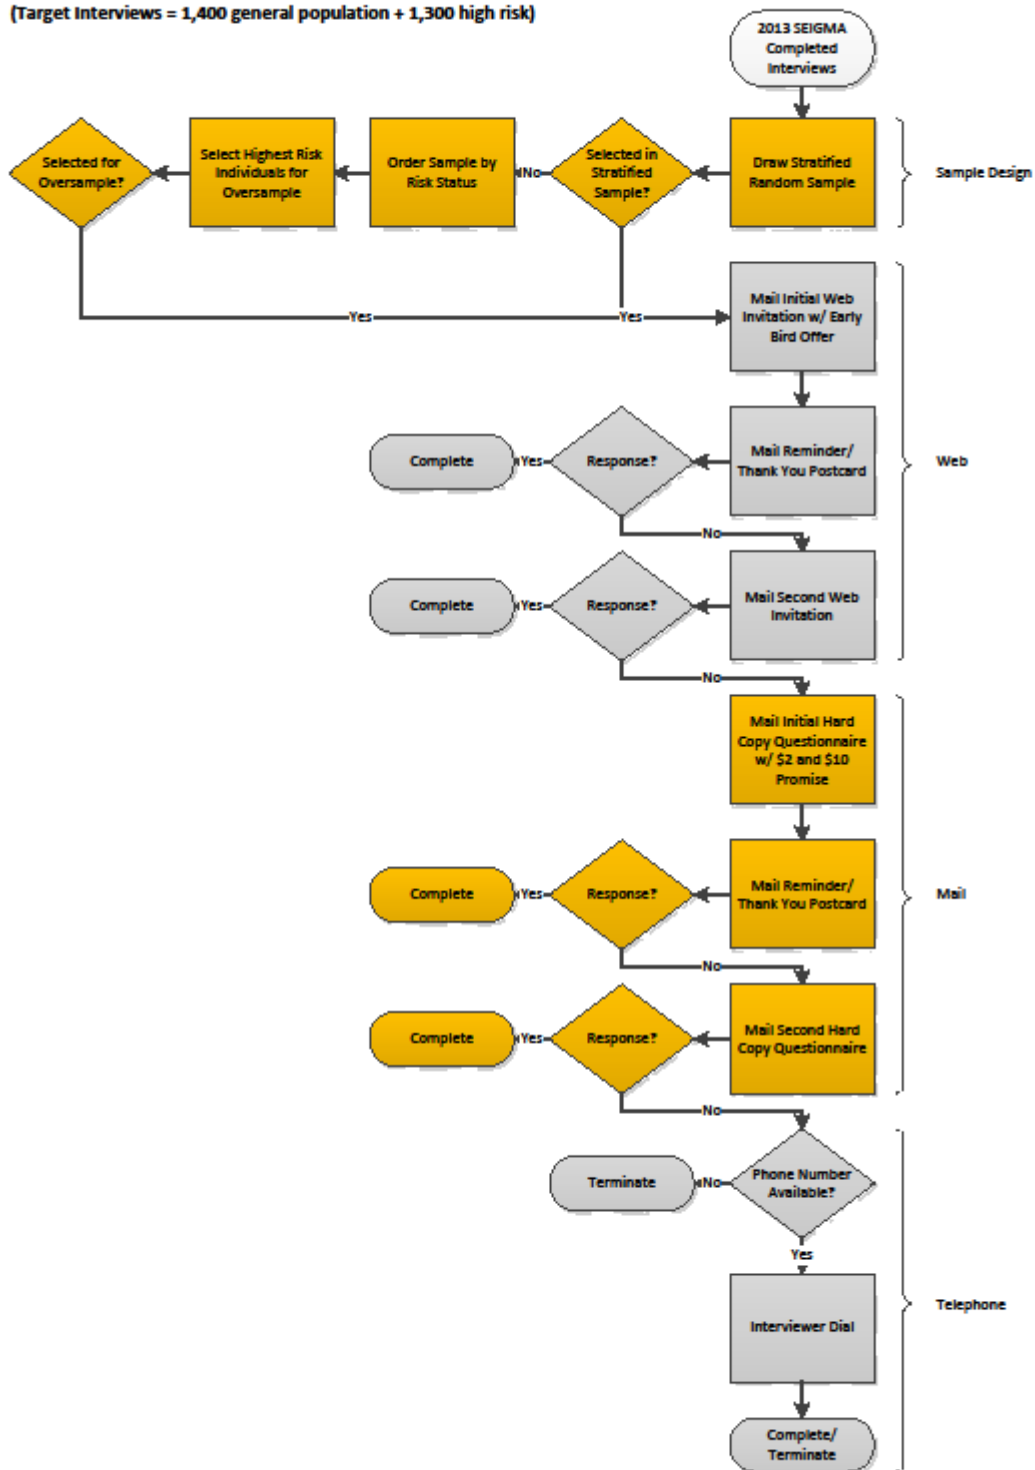 (Target Interviews = 1,400 general population + 1,300 high risk)
2013 SEIGMA
Completed
Interviews
Selected for
Oversample?
Select Highest Risk
Individuals for
Oversample
Order Sample by
Risk Status
No
Selected in
Stratified
Sample?
Draw Stratified
Random Sample
Sample Design
Yes
Yes
Mail Initial Web
Invitation w/ Early
Bird Offer
Complete
Yes
Response?
Mail Reminder/
Thank You Postcard
Web
No
Complete
Yes
Response?
Mail Second Web
Invitation
No
Mail Initial Hard
Copy Questionnaire
w/ $2 and $10
Promise
Complete
Yes
Response?
Mail Reminder/
Thank You Postcard
Mail
No
Complete
Yes
Response?
Mail Second Hard
Copy Questionnaire
No
Terminate
No
Phone Number
Available?
Yes
Interviewer Dial
Telephone
Complete/
Terminate